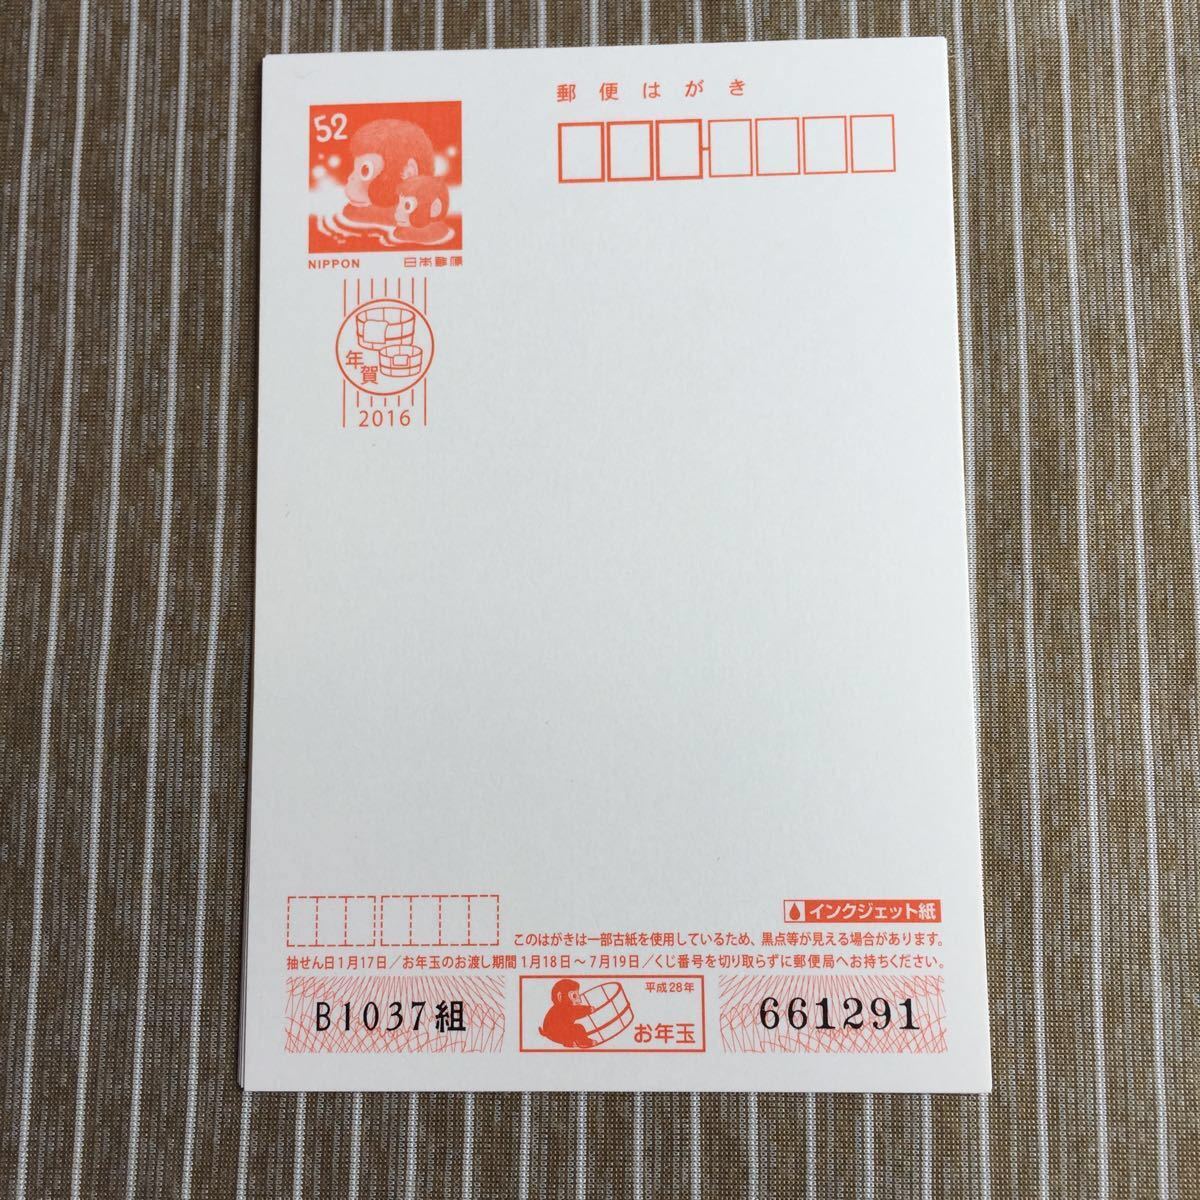 郵便はがき
52
NIPPON 日本郵便
年賀
2016
インクジェット紙
このはがきは一部古紙を使用しているため、黒点等が見える場合があります。
抽せん日1月17日／お年玉のお渡し期間1月18日～7月19日／くじ番号を切り取らずに郵便局へお持ちください。
B1037組
平成28年
お年玉
661291